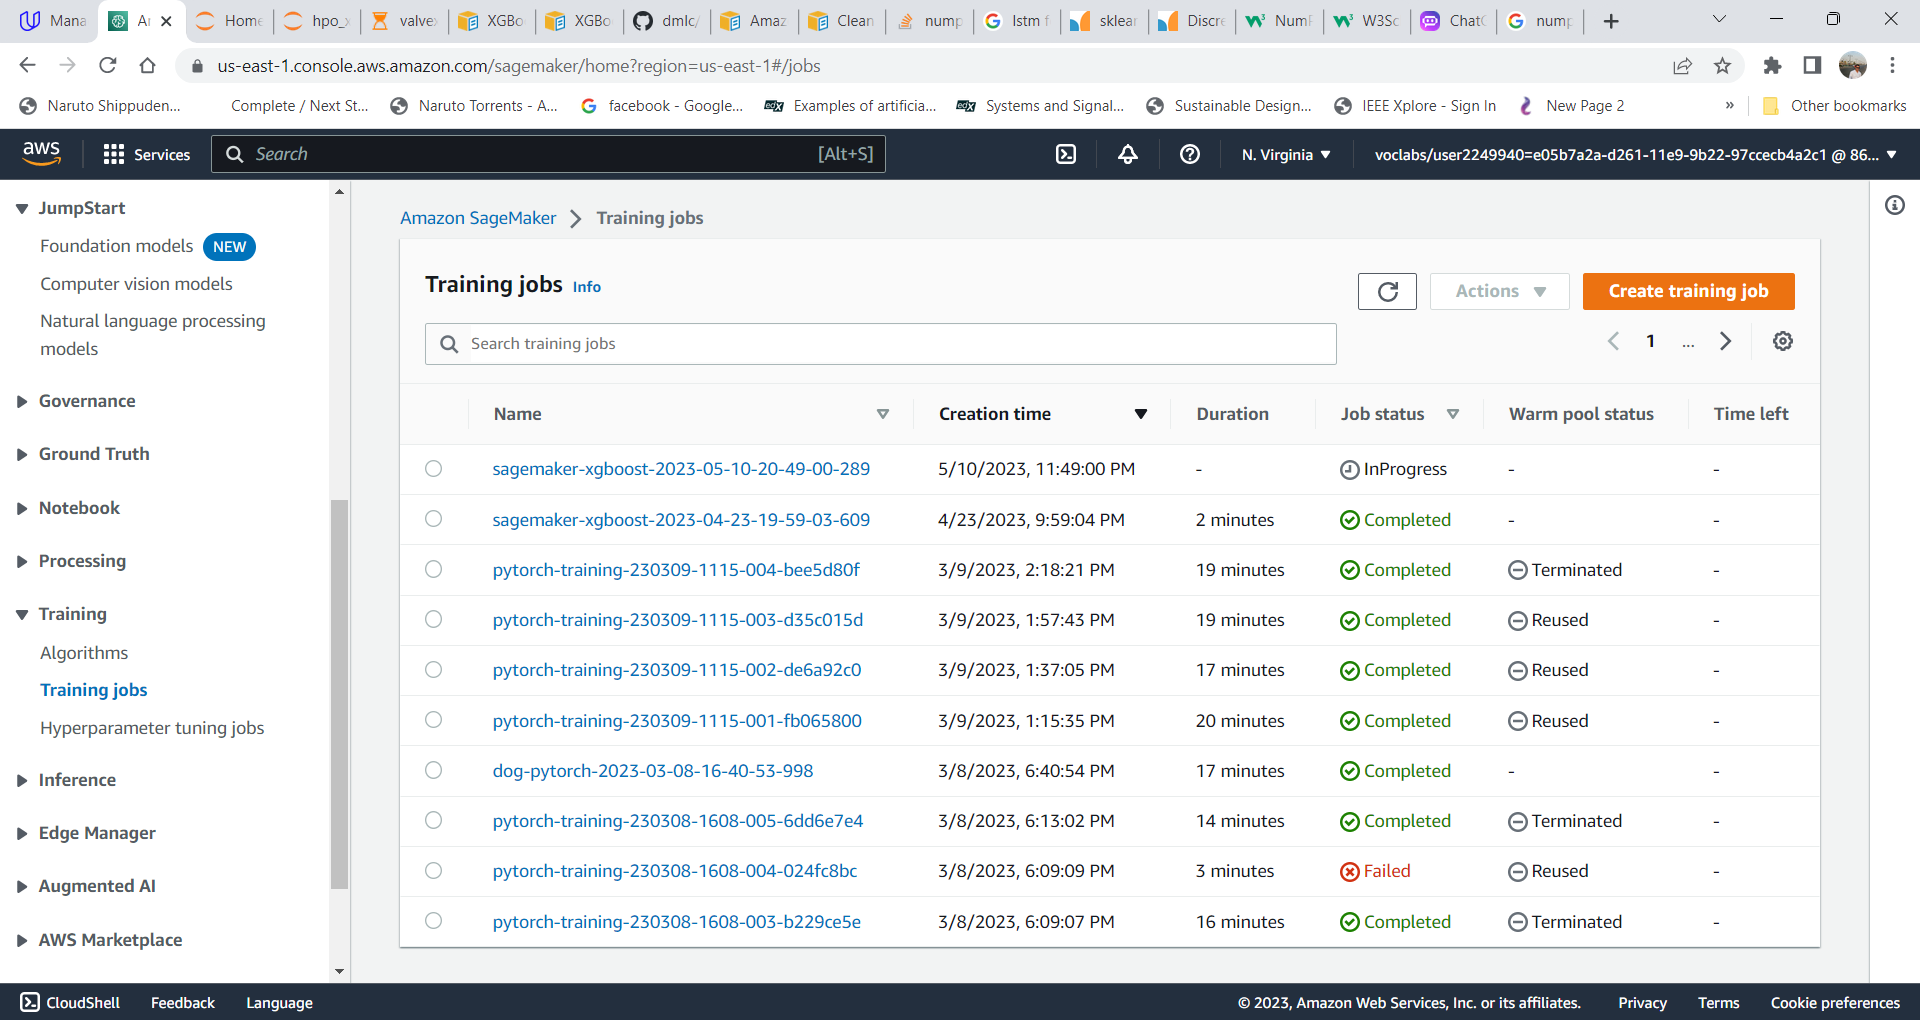 Mana
Ar
Home
hpo_x
valvex
XGBo
XGBo
dmlc/
Amaz
Clean
nump
lstm f
sklear
Discre
NumP
W3Sc
ChatG
nump
us-east-1.console.aws.amazon.com/sagemaker/home?region=us-east-1#/jobs
Naruto Shippuden...
Complete / Next St...
Naruto Torrents - A...
facebook - Google...
edX
Examples of artificia...
edX
Systems and Signal...
Sustainable Design...
IEEE Xplore - Sign In
New Page 2
»
Other bookmarks
aws
Services
Search
[Alt+S]
N. Virginia ▼
voclabs/user2249940=e05b7a2a-d261-11e9-9b22-97ccecb4a2c1 @ 86... ▼
JumpStart
Foundation models NEW
Computer vision models
Natural language processing
models
Governance
Ground Truth
Notebook
Processing
Training
Algorithms
Training jobs
Hyperparameter tuning jobs
Inference
Edge Manager
Augmented AI
AWS Marketplace
Amazon SageMaker > Training jobs
Training jobs Info
Actions ▼
Create training job
Search training jobs
< 1 ... >
Name Creation time Duration Job status Warm pool status Time left
sagemaker-xgboost-2023-05-10-20-49-00-289 5/10/2023, 11:49:00 PM - InProgress - -
sagemaker-xgboost-2023-04-23-19-59-03-609 4/23/2023, 9:59:04 PM 2 minutes Completed - -
pytorch-training-230309-1115-004-bee5d80f 3/9/2023, 2:18:21 PM 19 minutes Completed Terminated -
pytorch-training-230309-1115-003-d35c015d 3/9/2023, 1:57:43 PM 19 minutes Completed Reused -
pytorch-training-230309-1115-002-de6a92c0 3/9/2023, 1:37:05 PM 17 minutes Completed Reused -
pytorch-training-230309-1115-001-fb065800 3/9/2023, 1:15:35 PM 20 minutes Completed Reused -
dog-pytorch-2023-03-08-16-40-53-998 3/8/2023, 6:40:54 PM 17 minutes Completed - -
pytorch-training-230308-1608-005-6dd6e7e4 3/8/2023, 6:13:02 PM 14 minutes Completed Terminated -
pytorch-training-230308-1608-004-024fc8bc 3/8/2023, 6:09:09 PM 3 minutes Failed Reused -
pytorch-training-230308-1608-003-b229ce5e 3/8/2023, 6:09:07 PM 16 minutes Completed Terminated -
CloudShell Feedback Language
© 2023, Amazon Web Services, Inc. or its affiliates. Privacy Terms Cookie preferences